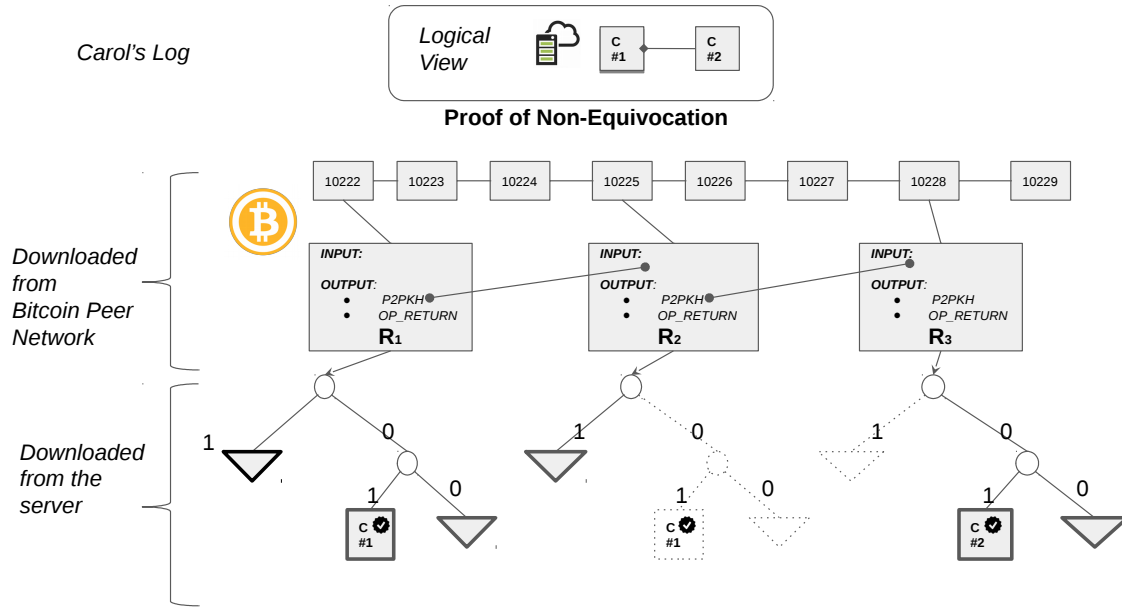 Carol's Log
Logical
View
C
#1
C
#2
Proof of Non-Equivocation
10222
10223
10224
10225
10226
10227
10228
10229
Downloaded
from
Bitcoin Peer
Network
INPUT:
OUTPUT:
● P2PKH
● OP_RETURN
R1
INPUT:
OUTPUT:
● P2PKH
● OP_RETURN
R2
INPUT:
OUTPUT:
● P2PKH
● OP_RETURN
R3
Downloaded
from the
server
1
0
1
0
C
#1
1
0
1
0
C
#1
1
0
1
0
C
#2